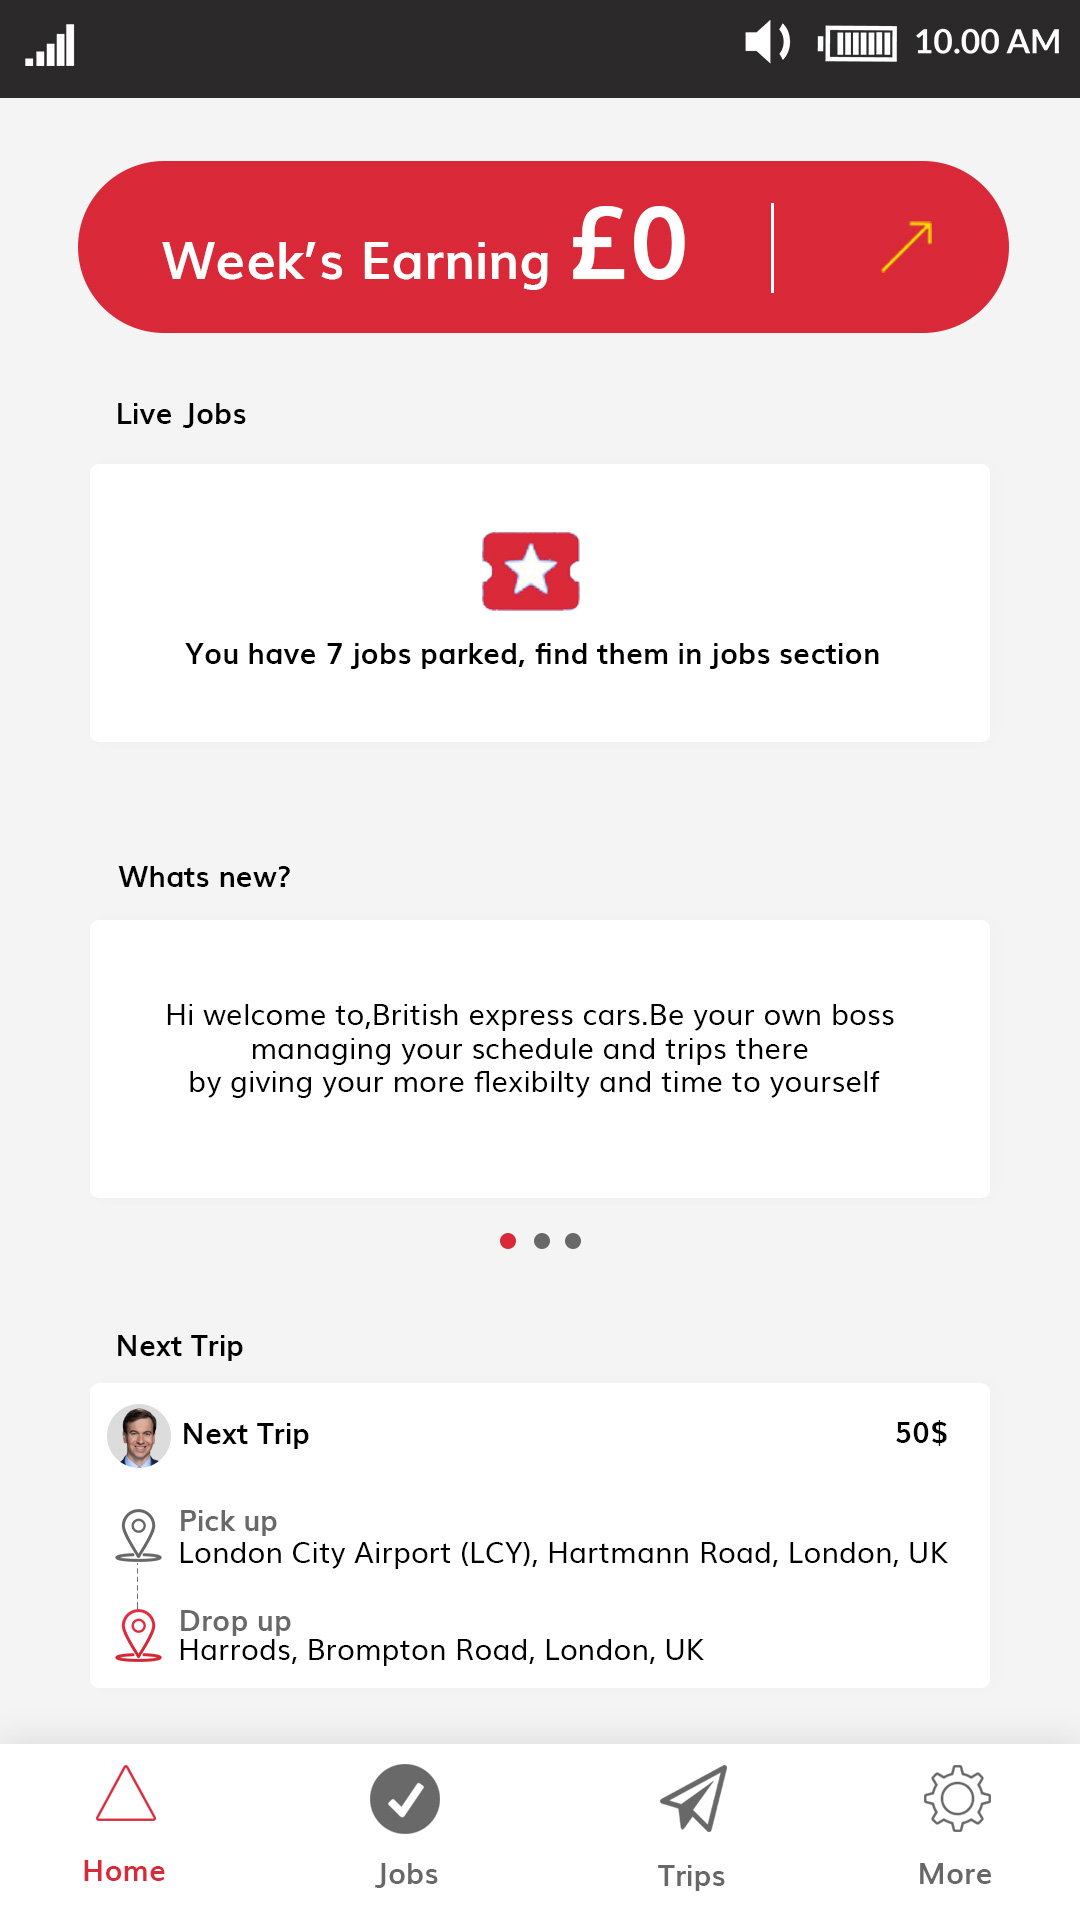 10.00 AM
Week’s Earning £0
Live Jobs
You have 7 jobs parked, find them in jobs section
Whats new?
Hi welcome to,British express cars.Be your own boss
managing your schedule and trips there
by giving your more flexibilty and time to yourself
Next Trip
Next Trip 50$
Pick up
London City Airport (LCY), Hartmann Road, London, UK
Drop up
Harrods, Brompton Road, London, UK
Home Jobs Trips More